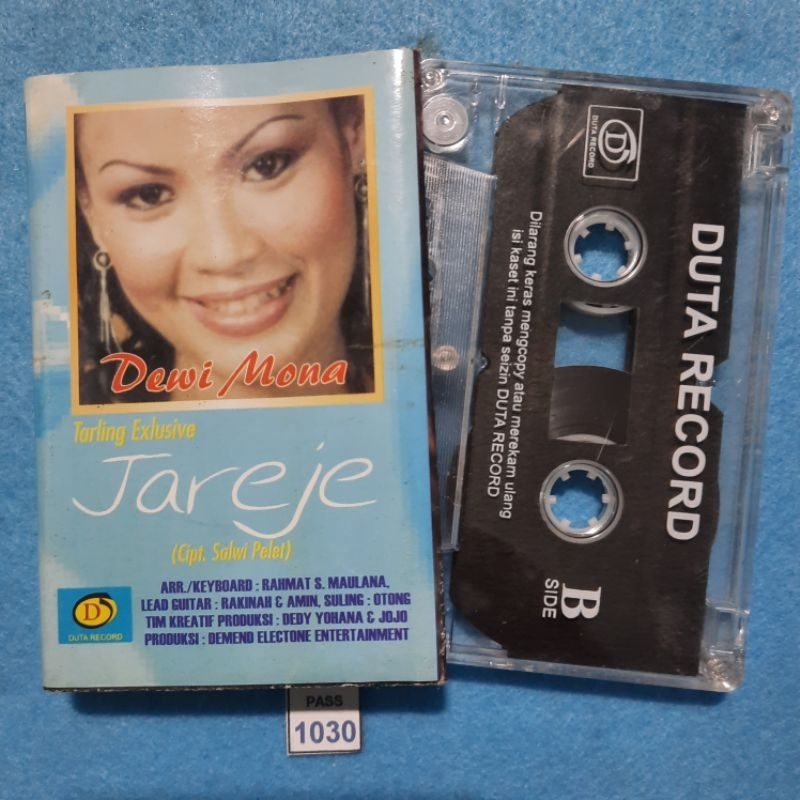 Dewi Mona
Tarling Exlusive
Jareje
(Cipt. Salwi Pelet)
D
DUTA RECORD
ARR./KEYBOARD : RAHMAT S. MAULANA,
LEAD GUITAR : RAKINAH & AMIN, SULING : OTONG
TIM KREATIF PRODUKSI : DEDY YOHANA & JOJO
PRODUKSI : DEMEND ELECTONE ENTERTAINMENT
PASS
1030
D
DUTA RECORD
DUTA RECORD
Dilarang keras mengcopy atau merekam ulang
isi kaset ini tanpa seizin DUTA RECORD
B
SIDE